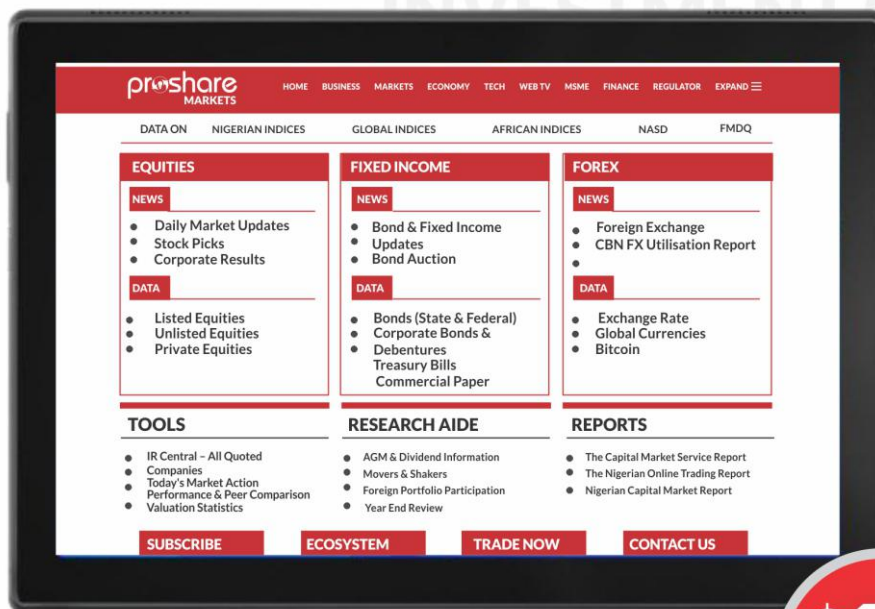 INVESTMENT
proshare
MARKETS
HOME BUSINESS MARKETS ECONOMY TECH WEB TV MSME FINANCE REGULATOR EXPAND
DATA ON NIGERIAN INDICES GLOBAL INDICES AFRICAN INDICES NASD FMDQ
EQUITIES
NEWS
Daily Market Updates
Stock Picks
Corporate Results
DATA
Listed Equities
Unlisted Equities
Private Equities
FIXED INCOME
NEWS
Bond & Fixed Income
Updates
Bond Auction
DATA
Bonds (State & Federal)
Corporate Bonds &
Debentures
Treasury Bills
Commercial Paper
FOREX
NEWS
Foreign Exchange
CBN FX Utilisation Report
DATA
Exchange Rate
Global Currencies
Bitcoin
TOOLS
IR Central – All Quoted
Companies
Today's Market Action
Performance & Peer Comparison
Valuation Statistics
RESEARCH AIDE
AGM & Dividend Information
Movers & Shakers
Foreign Portfolio Participation
Year End Review
REPORTS
The Capital Market Service Report
The Nigerian Online Trading Report
Nigerian Capital Market Report
SUBSCRIBE ECOSYSTEM TRADE NOW CONTACT US